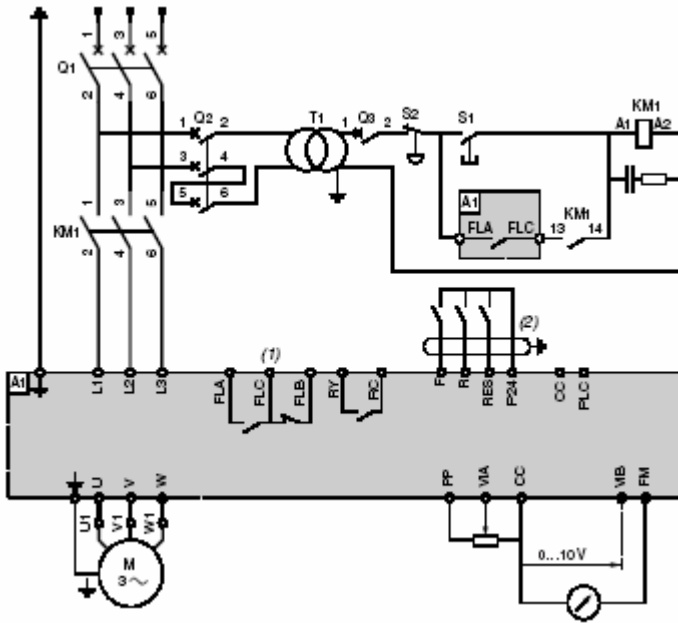 1 3 5
Q1
2 4 6
1 Q2 2
3 4
5 6
T1
1 Q3 2
S2
S1
KM1
A1 A2
A1
FLA FLC
13 KM1 14
1 3 5
KM1
2 4 6
(1)
(2)
A1
L1 L2 L3
FLA FLC FLB RY RC
F R RES P24 CC PLC
U V W
PP VIA CC VIB FM
U1 V1 W1
M
3
0...10 V